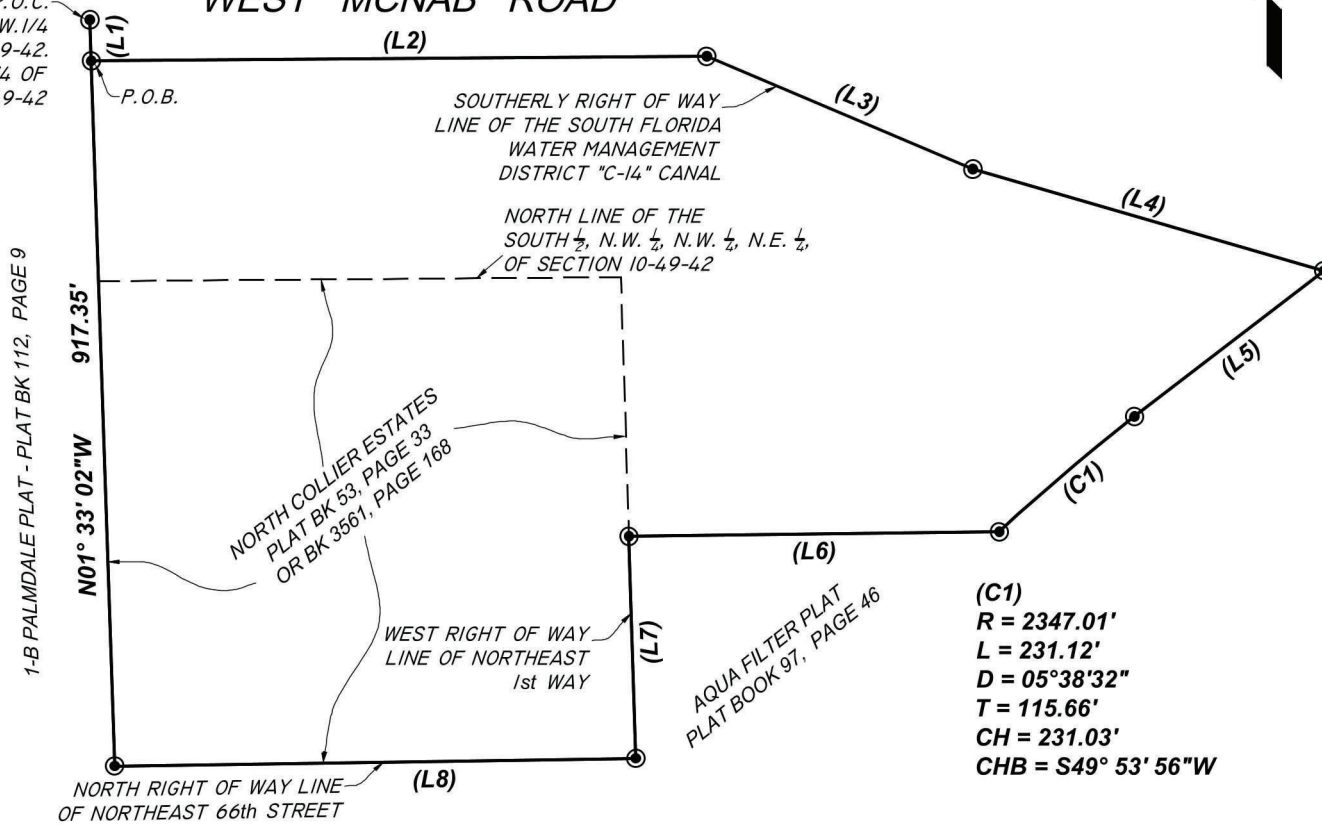 P.O.C.
WEST MCNAB ROAD
W.1/4
9-42.
4 OF
9-42
(L1)
(L2)
P.O.B.
SOUTHERLY RIGHT OF WAY
LINE OF THE SOUTH FLORIDA
WATER MANAGEMENT
DISTRICT "C-14" CANAL
(L3)
(L4)
NORTH LINE OF THE
SOUTH ½, N.W. ¼, N.W. ¼, N.E. ¼,
OF SECTION 10-49-42
1-B PALMDALE PLAT - PLAT BK 112, PAGE 9
N01° 33' 02"W 917.35'
(L5)
NORTH COLLIER ESTATES
PLAT BK 53, PAGE 33
OR BK 3561, PAGE 168
(C1)
(L6)
WEST RIGHT OF WAY
LINE OF NORTHEAST
1st WAY
(L7)
AQUA FILTER PLAT
PLAT BOOK 97, PAGE 46
(C1)
R = 2347.01'
L = 231.12'
D = 05°38'32"
T = 115.66'
CH = 231.03'
CHB = S49° 53' 56"W
(L8)
NORTH RIGHT OF WAY LINE
OF NORTHEAST 66th STREET